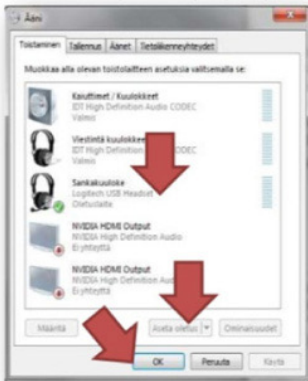 Ääni
Toistaminen
Tallennus
Äänet
Tietoliikenneyhteydet
Muokkaa alla olevan toistolaitteen asetuksia valitsemalla se:
Kaiuttimet / Kuulokkeet
IDT High Definition Audio CODEC
Valmis
Viestintä kuulokkee
IDT High Definition Audio CODEC
Valmis
Sankakuuloke
Logitech USB Headset
Oletuslaite
NVIDIA HDMI Output
NVIDIA High Definition Audio
Ei yhteyttä
NVIDIA HDMI Output
NVIDIA High Definition Audio
Ei yhteyttä
Määritä
Aseta oletus
Ominaisuudet
OK
Peruuta
Käytä